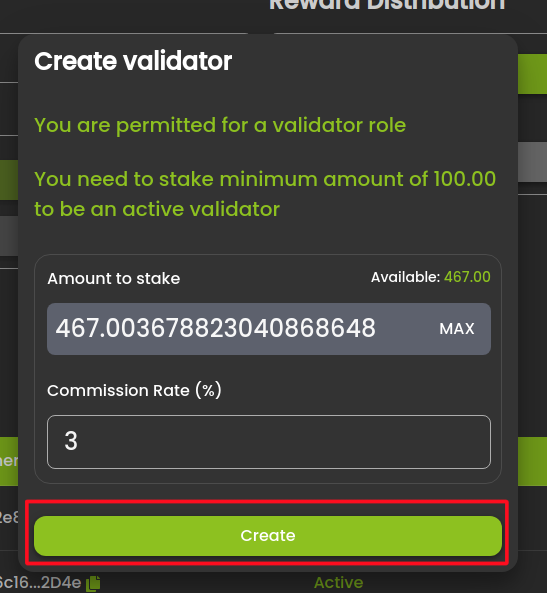 Reward Distribution
Create validator
You are permitted for a validator role
You need to stake minimum amount of 100.00
to be an active validator
Amount to stake
Available: 467.00
467.003678823040868648
MAX
Commission Rate (%)
3
Create
6c16...2D4e
Active